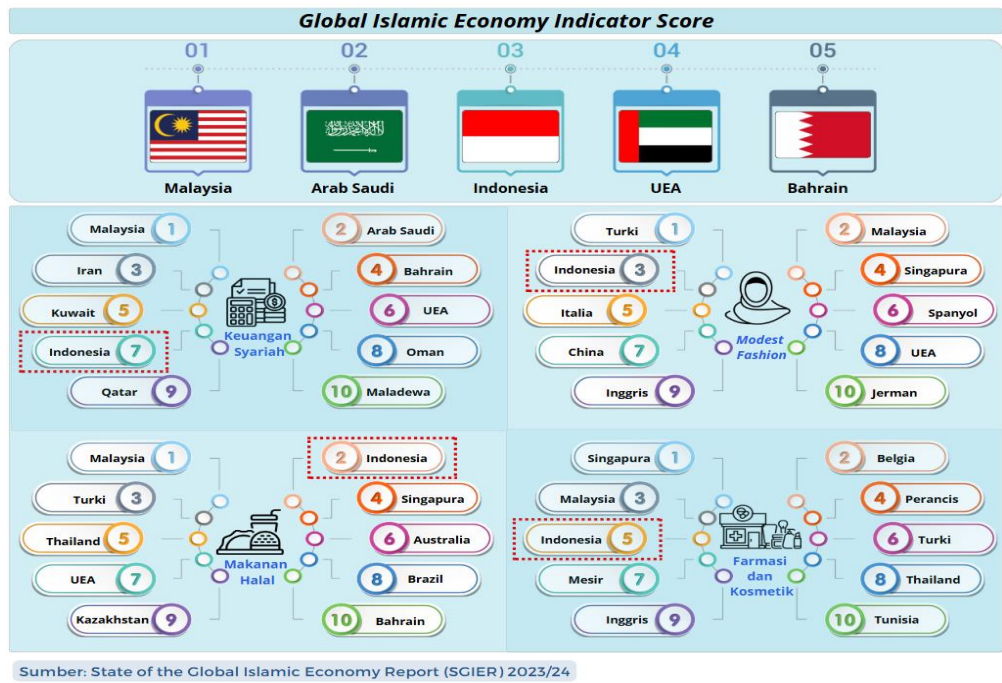 Global Islamic Economy Indicator Score
01 02 03 04 05
Malaysia Arab Saudi Indonesia UEA Bahrain
Malaysia 1
2 Arab Saudi
Iran 3
4 Bahrain
Kuwait 5
6 UEA
Keuangan
Syariah
Indonesia 7
8 Oman
Qatar 9
10 Maladewa
Turki 1
2 Malaysia
Indonesia 3
4 Singapura
Italia 5
6 Spanyol
Modest
Fashion
China 7
8 UEA
Inggris 9
10 Jerman
Malaysia 1
2 Indonesia
Turki 3
4 Singapura
Thailand 5
6 Australia
Makanan
Halal
UEA 7
8 Brazil
Kazakhstan 9
10 Bahrain
Singapura 1
2 Belgia
Malaysia 3
4 Perancis
Indonesia 5
6 Turki
Farmasi
dan
Kosmetik
Mesir 7
8 Thailand
Inggris 9
10 Tunisia
Sumber: State of the Global Islamic Economy Report (SGIER) 2023/24